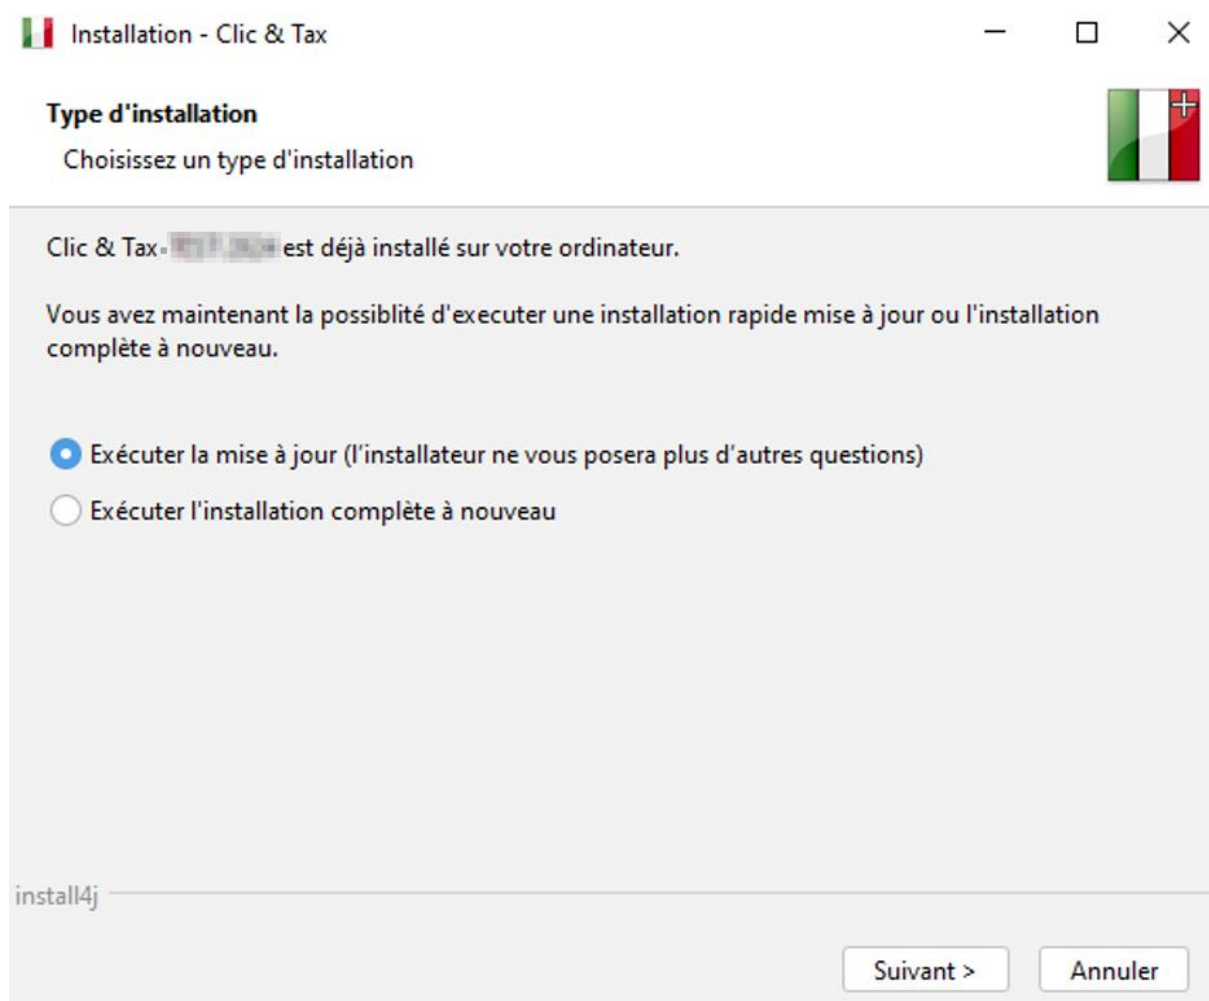 Installation - Clic & Tax
Type d'installation
Choisissez un type d'installation
Clic & Tax- est déjà installé sur votre ordinateur.
Vous avez maintenant la possiblité d'executer une installation rapide mise à jour ou l'installation
complète à nouveau.
Exécuter la mise à jour (l'installateur ne vous posera plus d'autres questions)
Exécuter l'installation complète à nouveau
install4j
Suivant >
Annuler